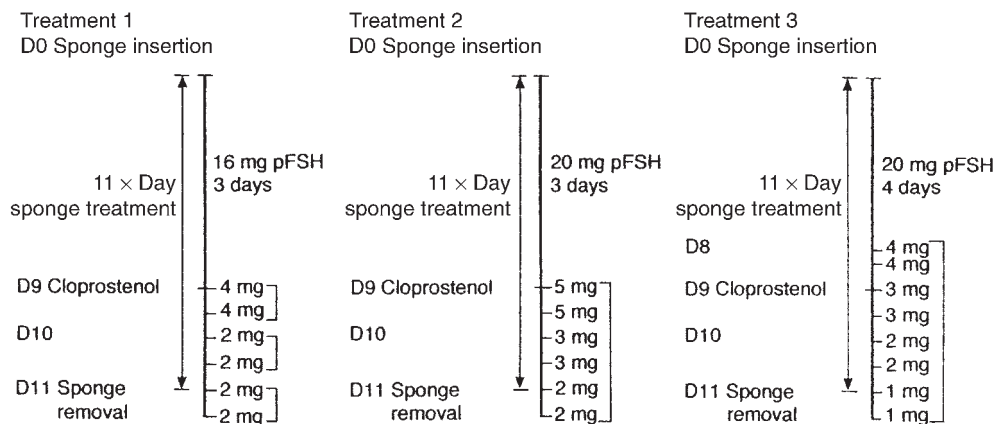 Treatment 1
D0 Sponge insertion
16 mg pFSH
3 days
11 × Day
sponge treatment
D9 Cloprostenol
4 mg
4 mg
D10
2 mg
2 mg
D11 Sponge
removal
2 mg
2 mg
Treatment 2
D0 Sponge insertion
20 mg pFSH
3 days
11 × Day
sponge treatment
D9 Cloprostenol
5 mg
5 mg
D10
3 mg
3 mg
D11 Sponge
removal
2 mg
2 mg
Treatment 3
D0 Sponge insertion
20 mg pFSH
4 days
11 × Day
sponge treatment
D8
4 mg
4 mg
D9 Cloprostenol
3 mg
3 mg
D10
2 mg
2 mg
D11 Sponge
removal
1 mg
1 mg